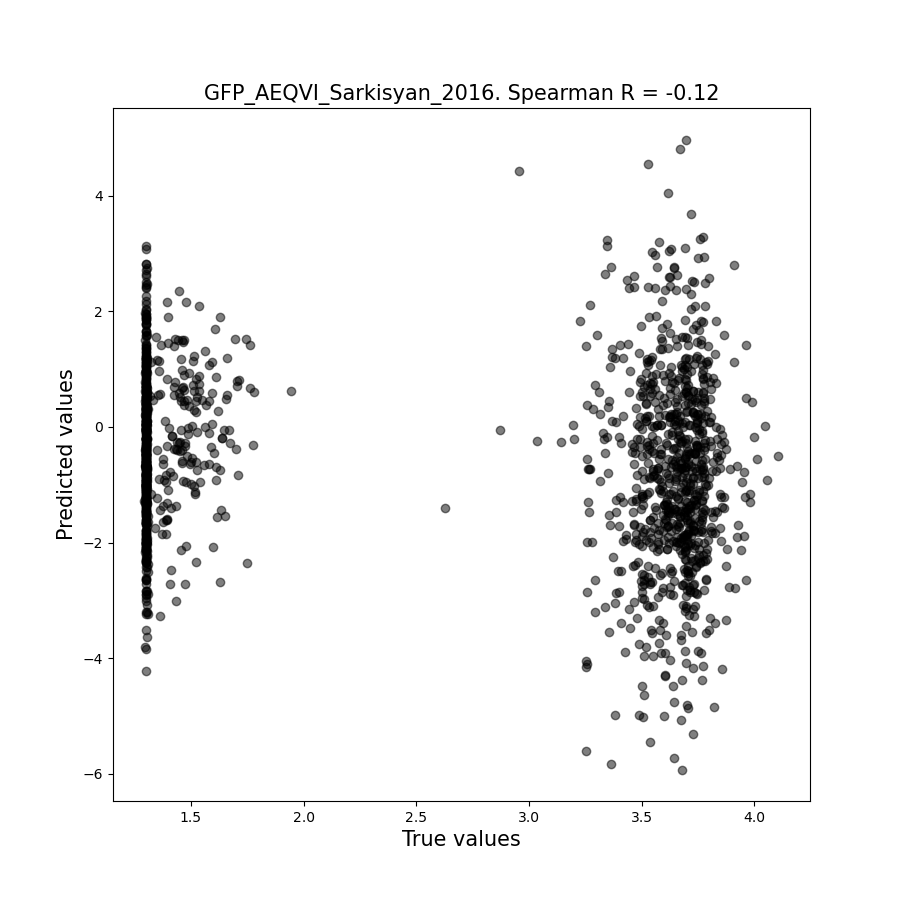 GFP_AEQVI_Sarkisyan_2016. Spearman R = -0.12
Predicted values
4
2
0
−2
−4
−6
1.5 2.0 2.5 3.0 3.5 4.0
True values